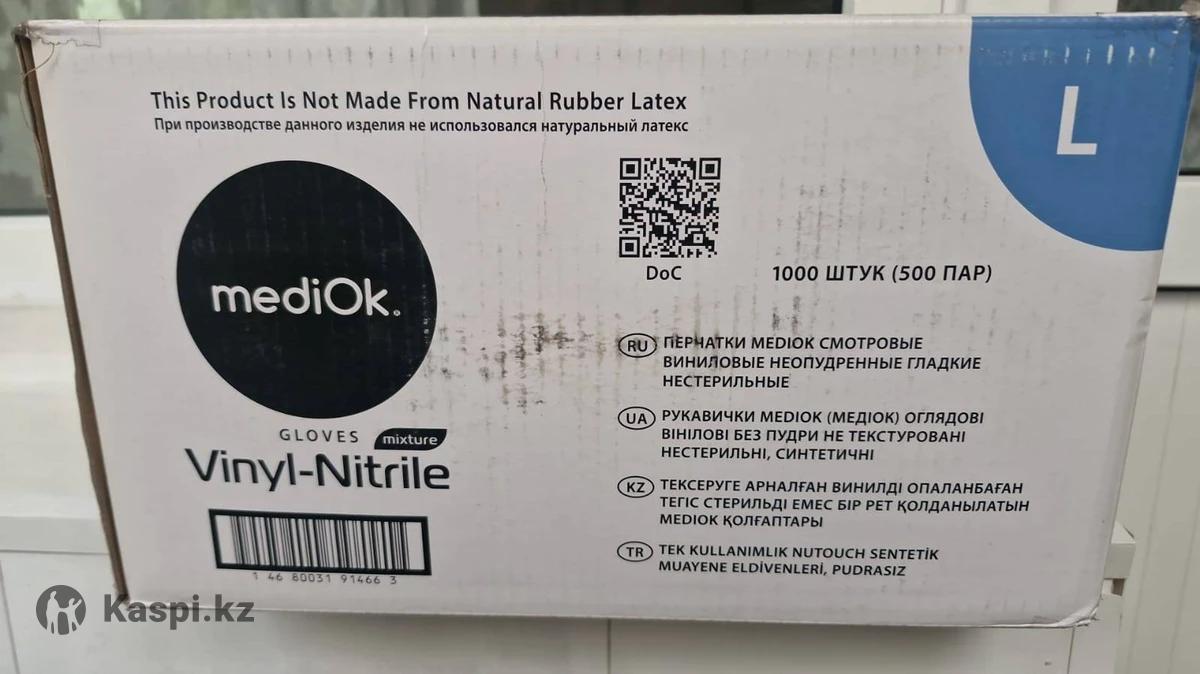 This Product Is Not Made From Natural Rubber Latex
При производстве данного изделия не использовался натуральный латекс
L
mediOk.
DoC
1000 ШТУК (500 ПАР)
GLOVES mixture
Vinyl-Nitrile
1 46 80031 91466 3
RU ПЕРЧАТКИ MEDIOK СМОТРОВЫЕ
ВИНИЛОВЫЕ НЕОПУДРЕННЫЕ ГЛАДКИЕ
НЕСТЕРИЛЬНЫЕ
UA РУКАВИЧКИ MEDIOK (МЕДІОК) ОГЛЯДОВІ
ВІНІЛОВІ БЕЗ ПУДРИ НЕ ТЕКСТУРОВАНІ
НЕСТЕРИЛЬНІ, СИНТЕТИЧНІ
KZ ТЕКСЕРУГЕ АРНАЛҒАН ВИНИЛДІ ОПАЛАНБАҒАН
ТЕГІС СТЕРИЛЬДІ ЕМЕС БІР РЕТ ҚОЛДАНЫЛАТЫН
MEDIOK ҚОЛҒАПТАРЫ
TR TEK KULLANIMLIK NUTOUCH SENTETİK
MUAYENE ELDİVENLERİ, PUDRASIZ
Kaspi.kz